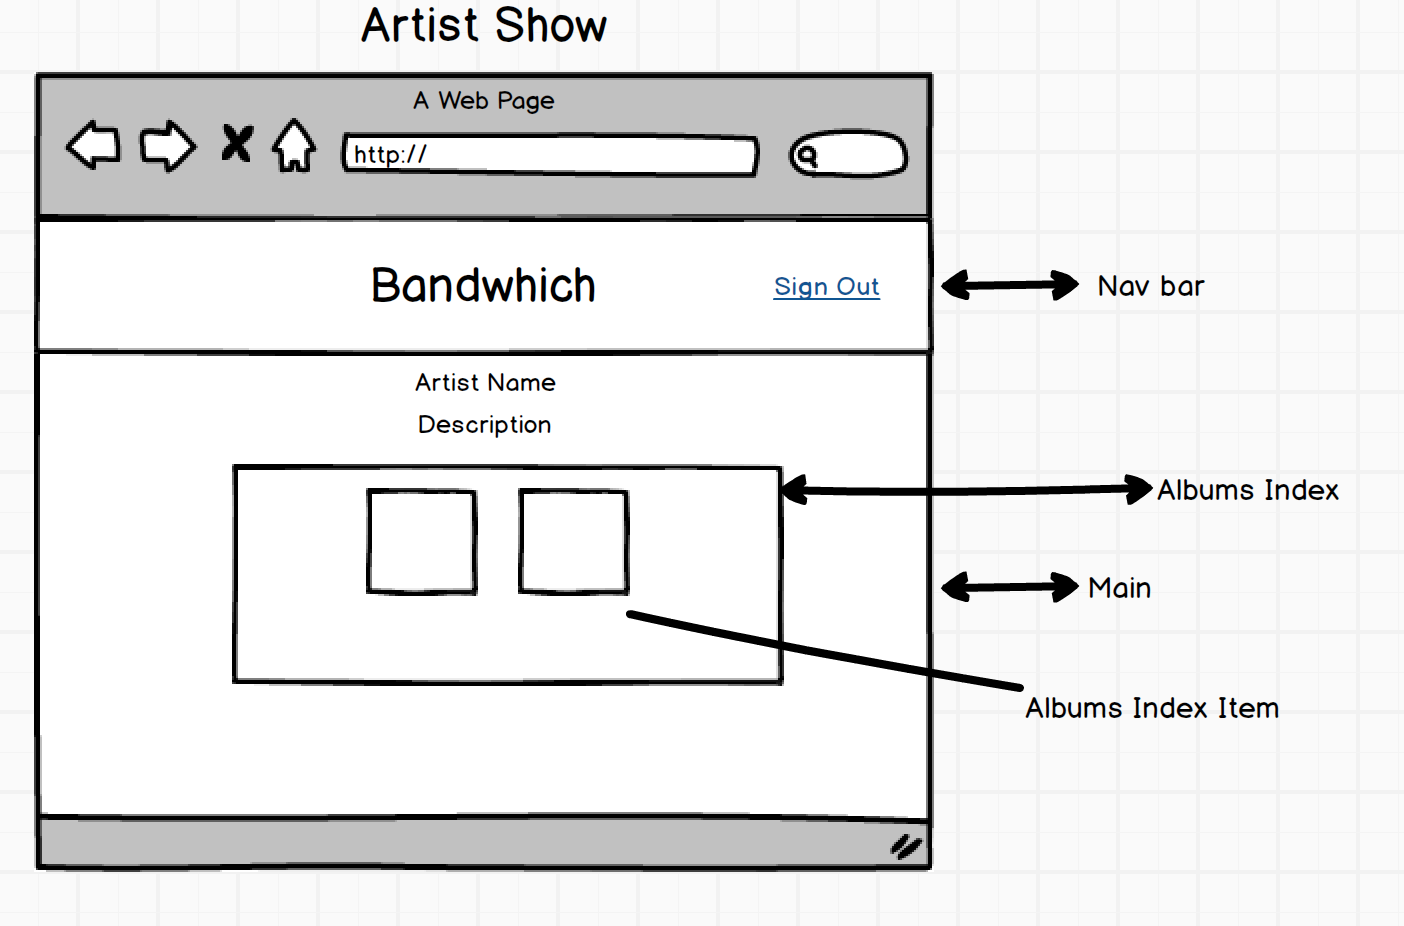 Artist Show
A Web Page
http://
Bandwhich
Sign Out
Nav bar
Artist Name
Description
Albums Index
Main
Albums Index Item